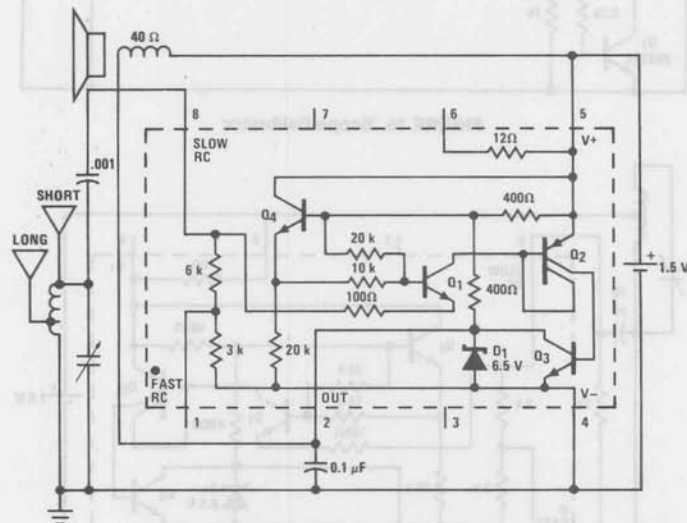 40 Ω
8
7
6
5
SLOW
RC
12Ω
V+
.001
SHORT
Q4
400Ω
LONG
20 k
Q2
6 k
10 k
Q1
1.5 V
+
100Ω
400Ω
3 k
20 k
D1
6.5 V
Q3
FAST
RC
OUT
V−
1
2
3
4
0.1 μF